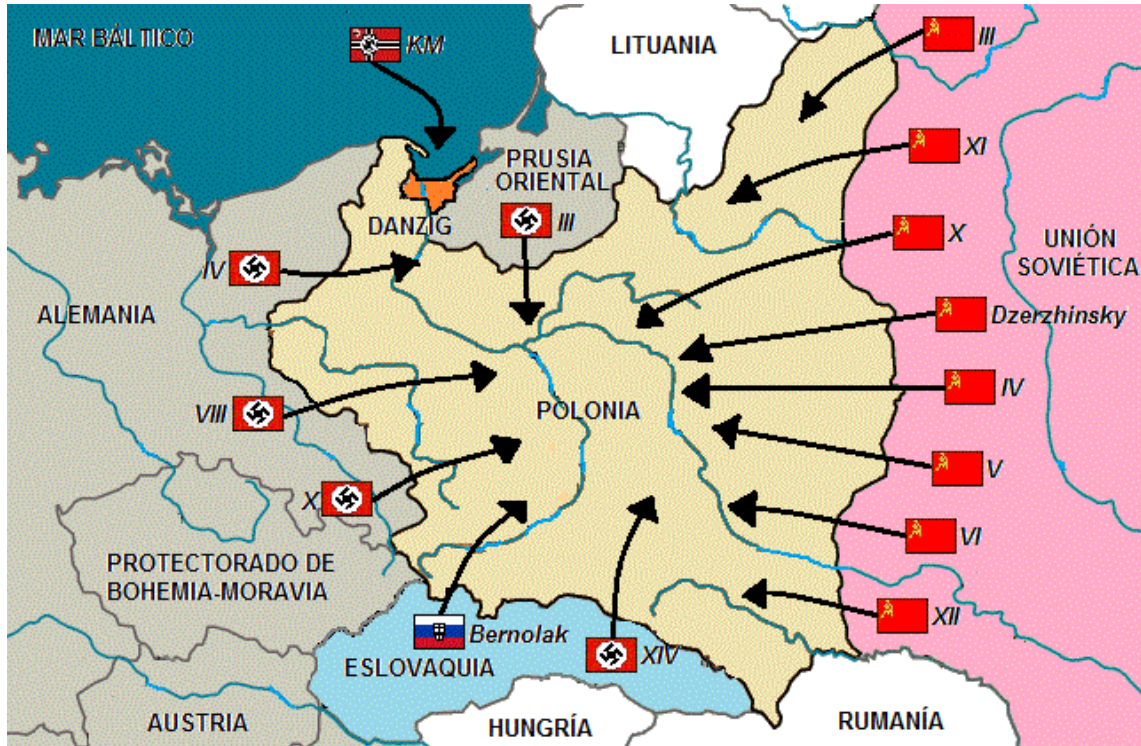 MAR BÁLTICO
KM
LITUANIA
III
XI
PRUSIA
ORIENTAL
III
DANZIG
X
UNIÓN
SOVIÉTICA
IV
ALEMANIA
Dzerzhinsky
VIII
POLONIA
IV
V
X
VI
PROTECTORADO DE
BOHEMIA-MORAVIA
XII
Bernolak
XIV
ESLOVAQUIA
AUSTRIA
HUNGRÍA
RUMANÍA